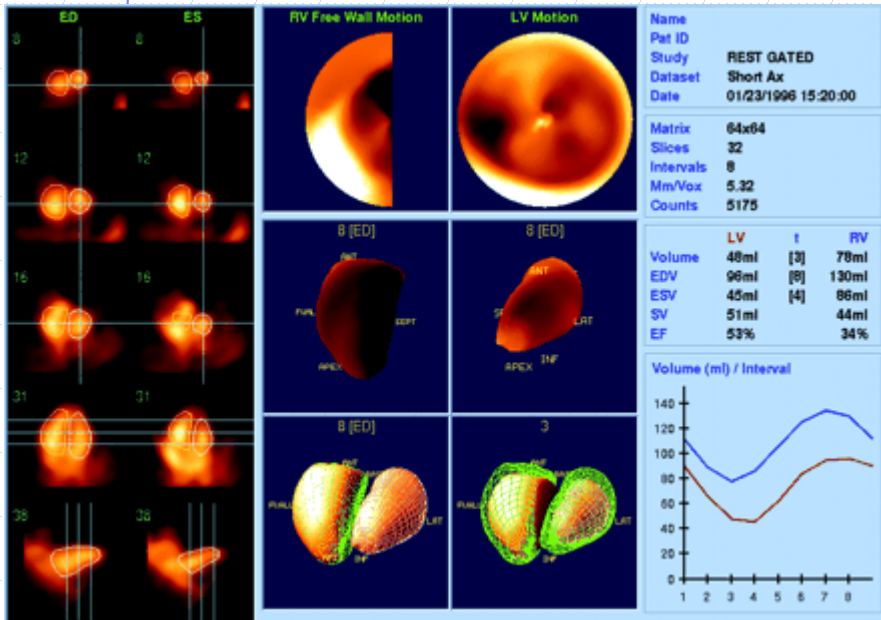 ED ES
8 8
12 12
16 16
31 31
38 38
RV Free Wall Motion
LV Motion
8 [ED]
ANT
SEPT
APEX
8 [ED]
ANT
LAT
INF
APEX
8 [ED]
ANT
LAT
INF
3
ANT
LAT
INF
Name
Pat ID
Study REST GATED
Dataset Short Ax
Date 01/23/1996 15:20:00
Matrix 64x64
Slices 32
Intervals 8
Mm/Vox 5.32
Counts 5175
LV t RV
Volume 48ml [3] 78ml
EDV 96ml [8] 130ml
ESV 45ml [4] 86ml
SV 51ml 44ml
EF 53% 34%
Volume (ml) / Interval
140
120
100
80
60
40
20
0
1 2 3 4 5 6 7 8